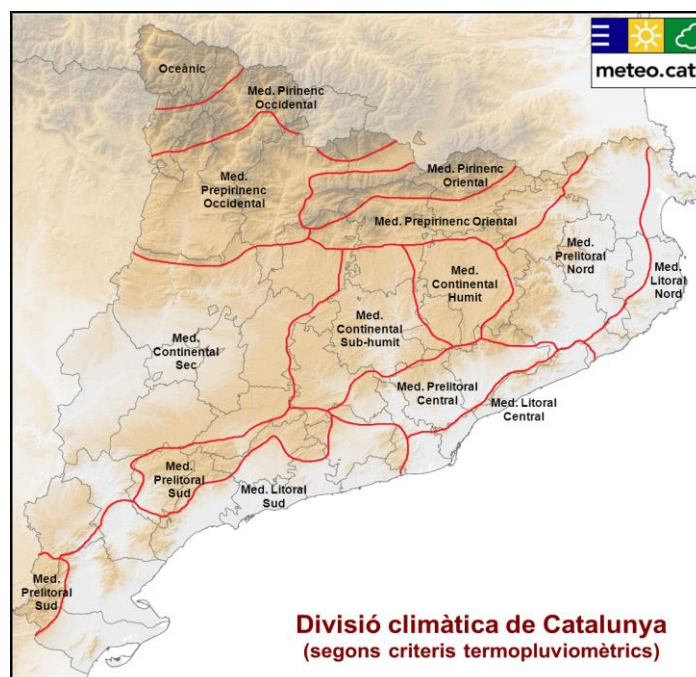 meteo.cat
Oceànic
Med. Pirinenc
Occidental
Med.
Prepirinenc
Occidental
Med. Pirinenc
Oriental
Med. Prepirinenc Oriental
Med.
Prelitoral
Nord
Med.
Litoral
Nord
Med.
Continental
Humit
Med.
Continental
Sub-humit
Med.
Continental
Sec
Med. Prelitoral
Central
Med. Litoral
Central
Med.
Prelitoral
Sud
Med. Litoral
Sud
Med.
Prelitoral
Sud
Divisió climàtica de Catalunya
(segons criteris termopluviomètrics)